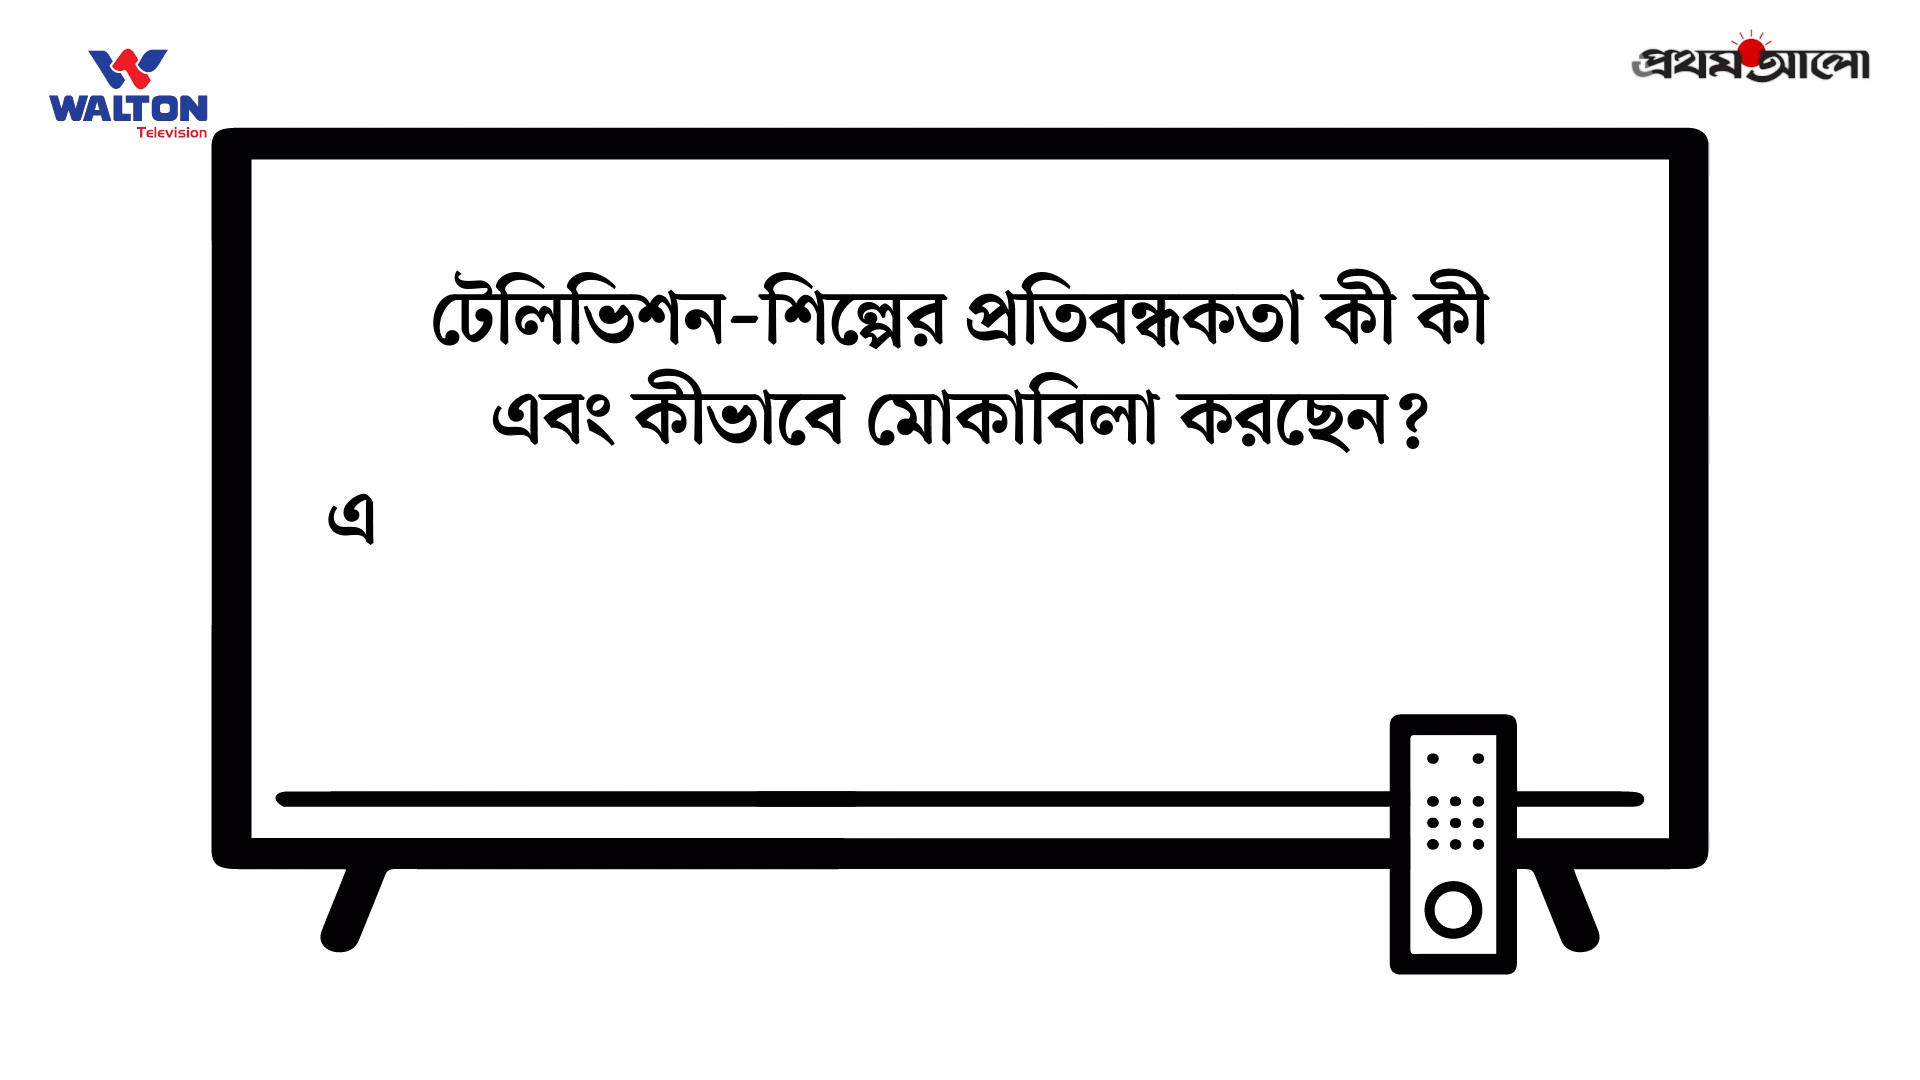 WALTON
Television
প্রথম আলো
টেলিভিশন-শিল্পের প্রতিবন্ধকতা কী কী
এবং কীভাবে মোকাবিলা করছেন?
এ